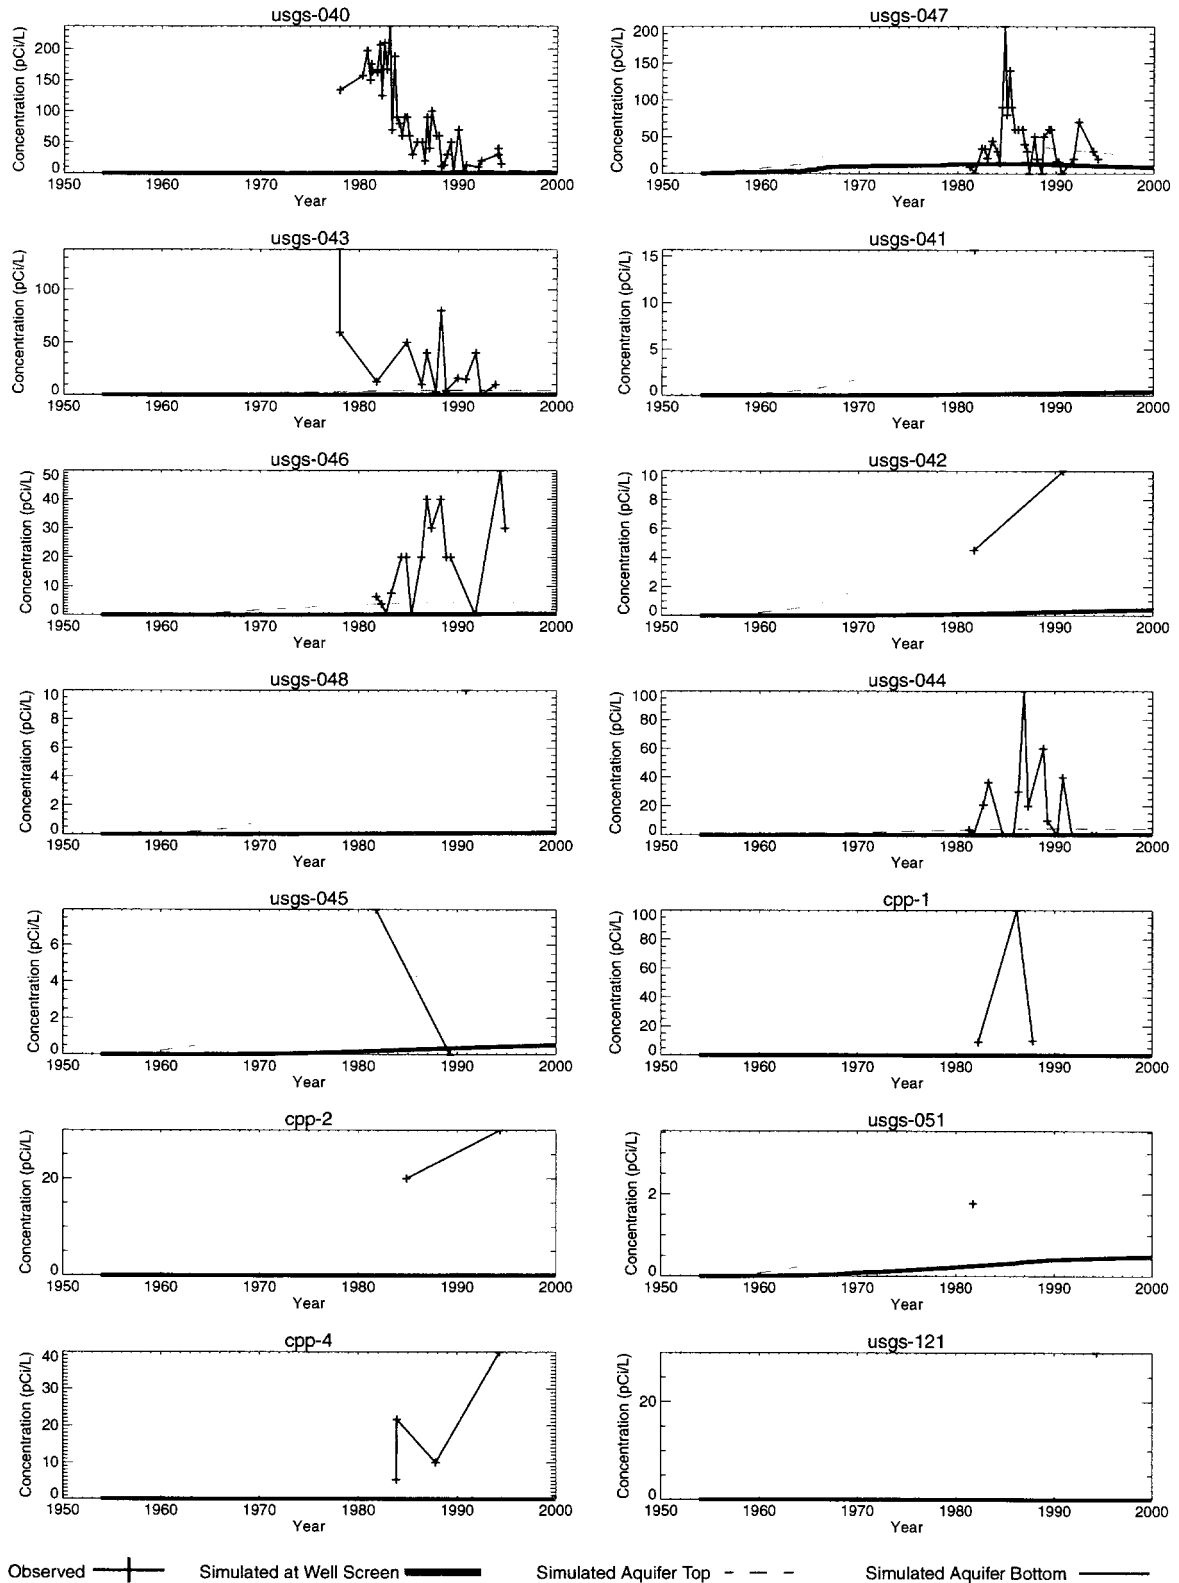 usgs-040
Concentration (pCi/L)
200
150
100
50
0
1950 1960 1970 1980 1990 2000
Year
usgs-047
Concentration (pCi/L)
200
150
100
50
0
1950 1960 1970 1980 1990 2000
Year
usgs-043
Concentration (pCi/L)
100
50
0
1950 1960 1970 1980 1990 2000
Year
usgs-041
Concentration (pCi/L)
15
10
5
0
1950 1960 1970 1980 1990 2000
Year
usgs-046
Concentration (pCi/L)
50
40
30
20
10
0
1950 1960 1970 1980 1990 2000
Year
usgs-042
Concentration (pCi/L)
10
8
6
4
2
0
1950 1960 1970 1980 1990 2000
Year
usgs-048
Concentration (pCi/L)
10
8
6
4
2
0
1950 1960 1970 1980 1990 2000
Year
usgs-044
Concentration (pCi/L)
100
80
60
40
20
0
1950 1960 1970 1980 1990 2000
Year
usgs-045
Concentration (pCi/L)
6
4
2
0
1950 1960 1970 1980 1990 2000
Year
cpp-1
Concentration (pCi/L)
100
80
60
40
20
0
1950 1960 1970 1980 1990 2000
Year
cpp-2
Concentration (pCi/L)
20
0
1950 1960 1970 1980 1990 2000
Year
usgs-051
Concentration (pCi/L)
2
0
1950 1960 1970 1980 1990 2000
Year
cpp-4
Concentration (pCi/L)
40
30
20
10
0
1950 1960 1970 1980 1990 2000
Year
usgs-121
Concentration (pCi/L)
20
0
1950 1960 1970 1980 1990 2000
Year
Observed Simulated at Well Screen Simulated Aquifer Top Simulated Aquifer Bottom